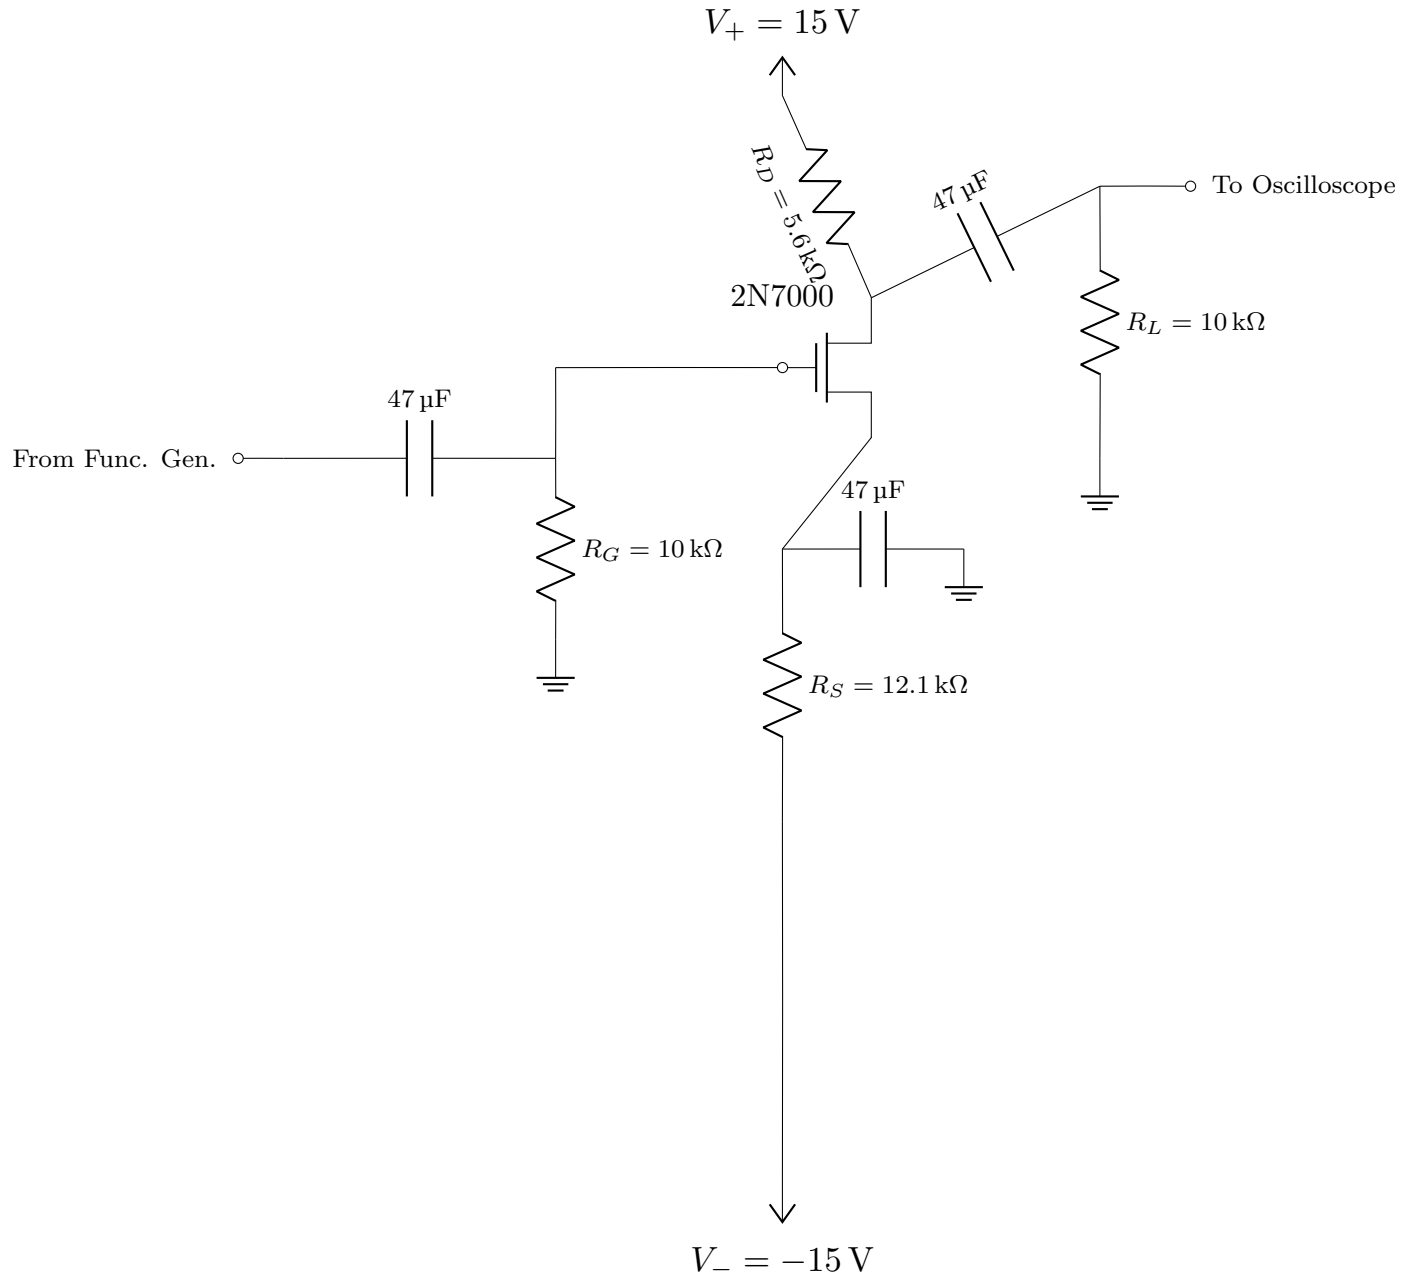 V₊ = 15 V
R_D = 5.6 kΩ
47 µF
To Oscilloscope
2N7000
R_L = 10 kΩ
47 µF
From Func. Gen.
47 µF
R_G = 10 kΩ
R_S = 12.1 kΩ
V₋ = −15 V